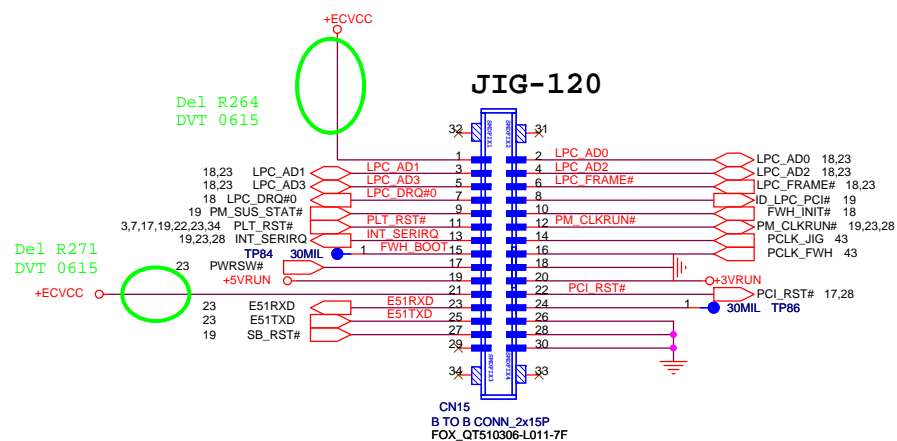 +ECVCC
JIG-120
Del R264
DVT 0615
SMDFIX1
SMDFIX2
32
31
1
2
LPC_AD0
LPC_AD0 18,23
18,23 LPC_AD1
LPC_AD1
3
4
LPC_AD2
LPC_AD2 18,23
18,23 LPC_AD3
LPC_AD3
5
6
LPC_FRAME#
LPC_FRAME# 18,23
18 LPC_DRQ#0
LPC_DRQ#0
7
8
ID_LPC_PCI# 19
19 PM_SUS_STAT#
9
10
FWH_INIT# 18
3,7,17,19,22,23,34 PLT_RST#
PLT_RST#
11
12
PM_CLKRUN#
PM_CLKRUN# 19,23,28
19,23,28 INT_SERIRQ
INT_SERIRQ
13
14
PCLK_JIG 43
TP84 30MIL
1
FWH_BOOT
15
16
PCLK_FWH 43
Del R271
DVT 0615
23 PWRSW#
17
18
+5VRUN
19
20
+3VRUN
+ECVCC
21
22
PCI_RST#
PCI_RST# 17,28
23 E51RXD
E51RXD
23
24
1
30MIL TP86
23 E51TXD
E51TXD
25
26
19 SB_RST#
27
28
29
30
34
33
SMDFIX3
SMDFIX4
CN15
B TO B CONN_2x15P
FOX_QT510306-L011-7F